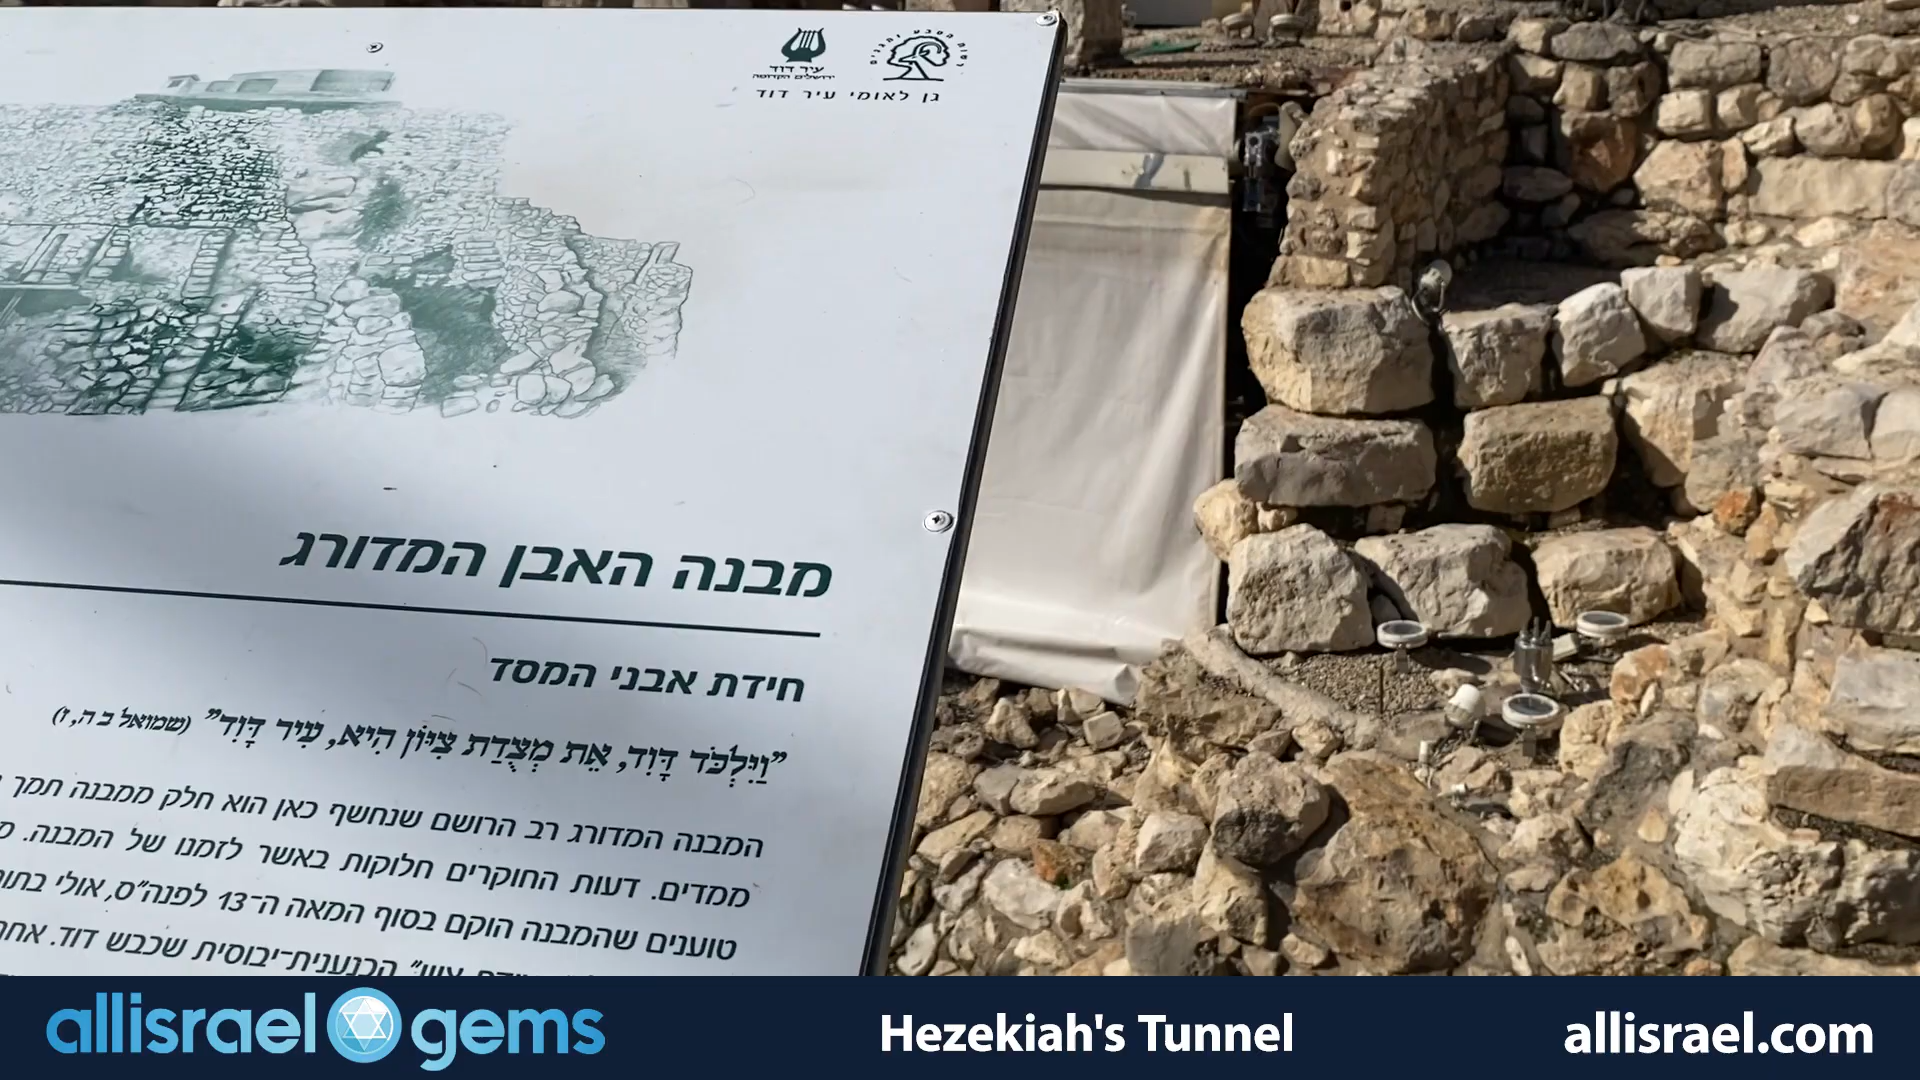 עיר דוד
ירושלים הקדומה
גן לאומי עיר דוד
מבנה האבן המדורג
חידת אבני המסד
"וַיִּלְכֹּד דָּוִד, אֵת מְצֻדַת צִיּוֹן הִיא, עִיר דָּוִד" (שמואל ב ה, ז)
המבנה המדורג רב הרושם שנחשף כאן הוא חלק ממבנה תמך
ממדים. דעות החוקרים חלוקות באשר לזמנו של המבנה.
טוענים שהמבנה הוקם בסוף המאה ה-13 לפנה"ס, אולי
הכנענית-יבוסית שכבש דוד.
allisrael gems
Hezekiah's Tunnel
allisrael.com